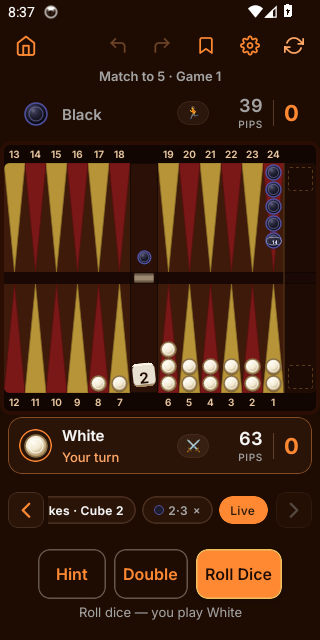 8:37
Match to 5 · Game 1
Black
39
PIPS
0
13 14 15 16 17 18 19 20 21 22 23 24
14
2
12 11 10 9 8 7 6 5 4 3 2 1
White
Your turn
63
PIPS
0
kes · Cube 2
2·3 ×
Live
Hint
Double
Roll Dice
Roll dice — you play White